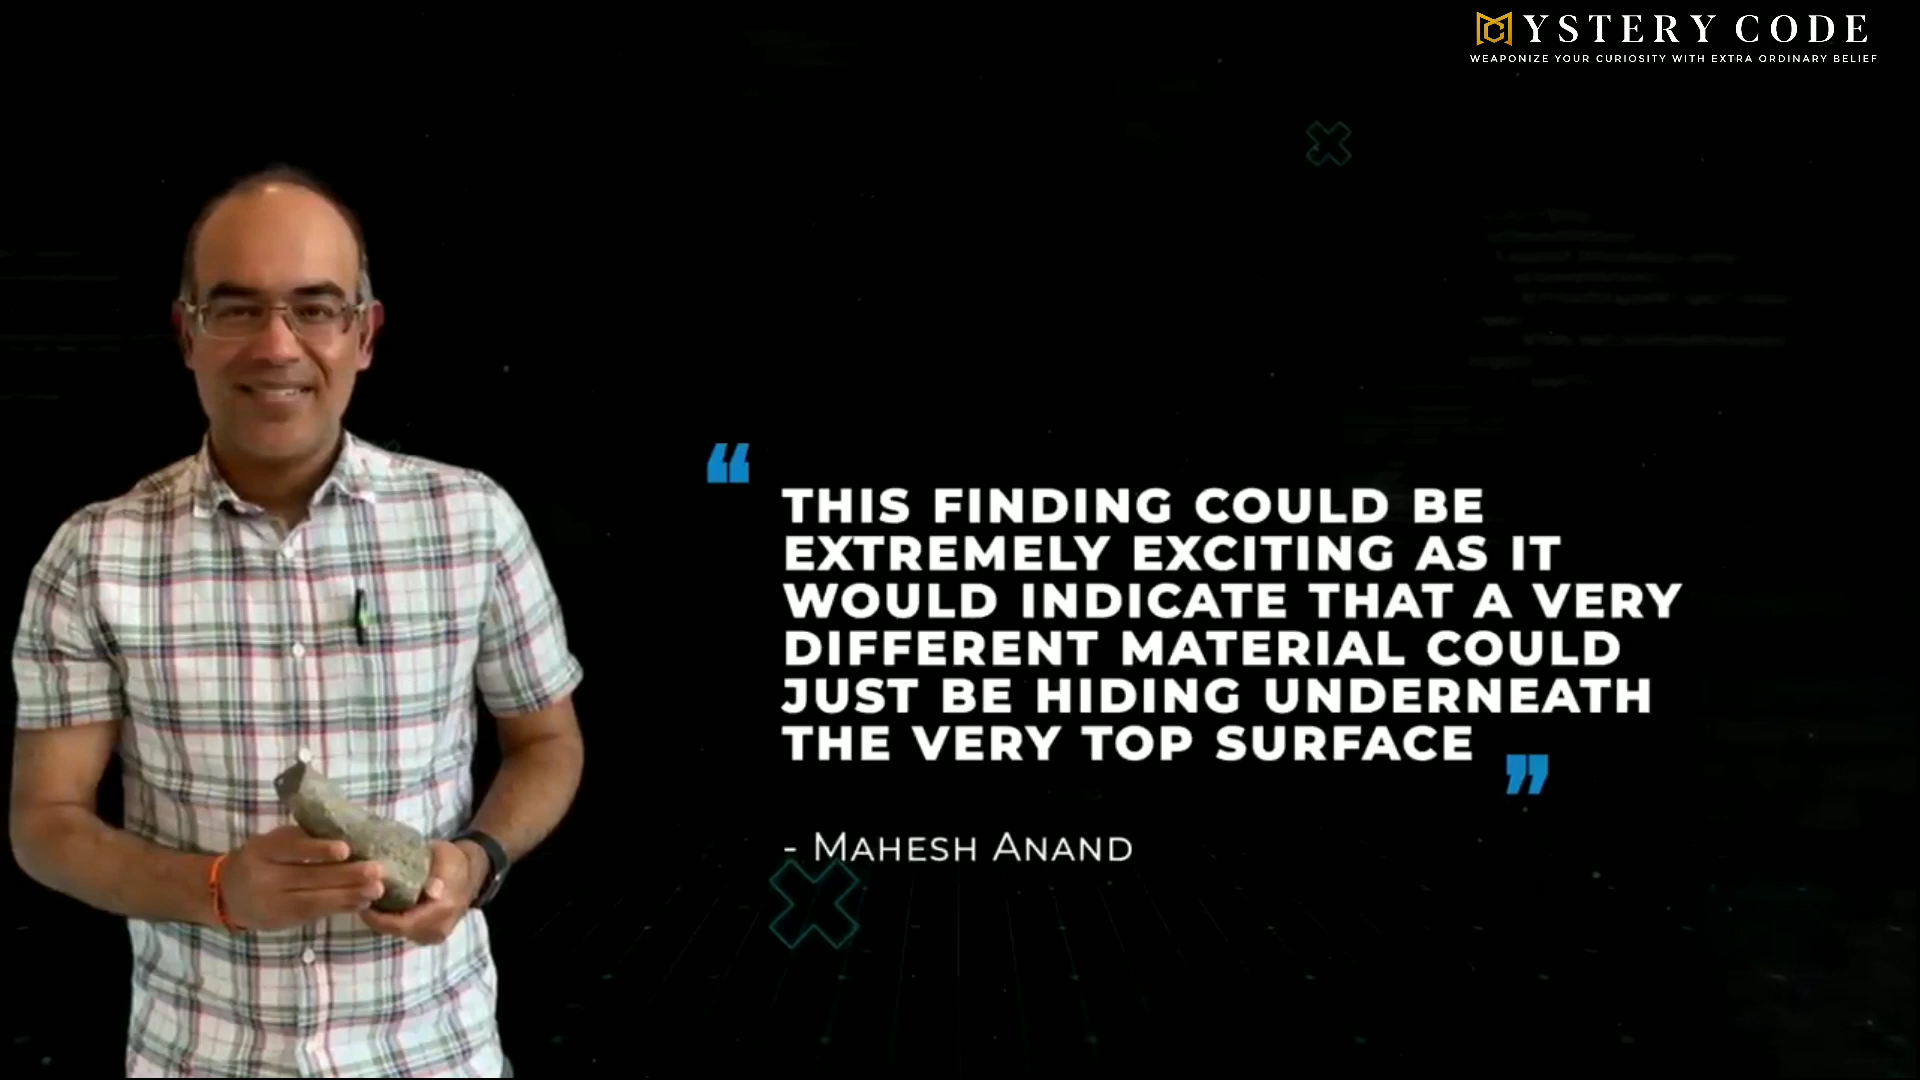 MYSTERY CODE
WEAPONIZE YOUR CURIOSITY WITH EXTRA ORDINARY BELIEF
“THIS FINDING COULD BE
EXTREMELY EXCITING AS IT
WOULD INDICATE THAT A VERY
DIFFERENT MATERIAL COULD
JUST BE HIDING UNDERNEATH
THE VERY TOP SURFACE”
- MAHESH ANAND